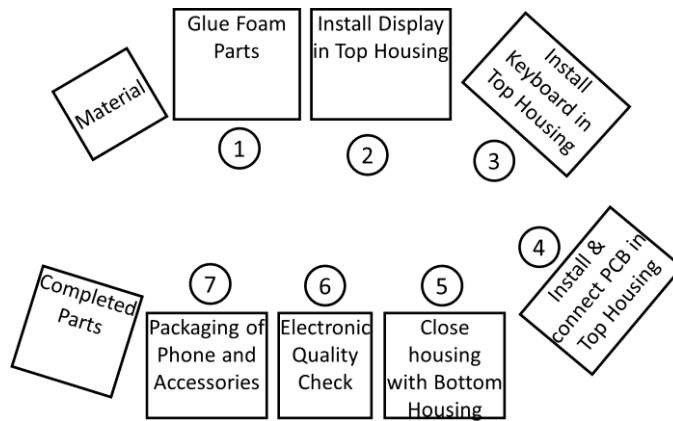 Material
Glue Foam
Parts
1
Install Display
in Top Housing
2
Install
Keyboard in
Top Housing
3
4
Install &
connect PCB in
Top Housing
5
Close
housing
with Bottom
Housing
6
Electronic
Quality
Check
7
Packaging of
Phone and
Accessories
Completed
Parts